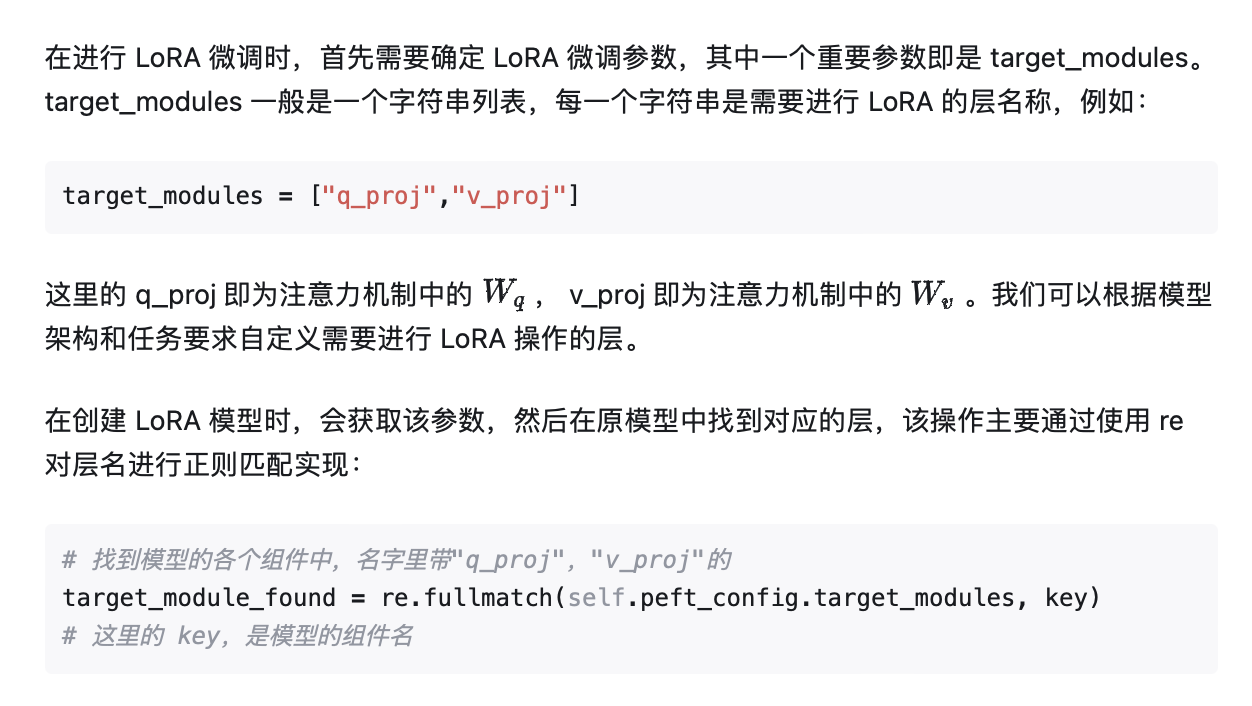 在进行 LoRA 微调时，首先需要确定 LoRA 微调参数，其中一个重要参数即是 target_modules。
target_modules 一般是一个字符串列表，每一个字符串是需要进行 LoRA 的层名称，例如：
target_modules = ["q_proj","v_proj"]
这里的 q_proj 即为注意力机制中的 W_q ， v_proj 即为注意力机制中的 W_v 。我们可以根据模型
架构和任务要求自定义需要进行 LoRA 操作的层。
在创建 LoRA 模型时，会获取该参数，然后在原模型中找到对应的层，该操作主要通过使用 re
对层名进行正则匹配实现：
# 找到模型的各个组件中，名字里带"q_proj"，"v_proj"的
target_module_found = re.fullmatch(self.peft_config.target_modules, key)
# 这里的 key，是模型的组件名